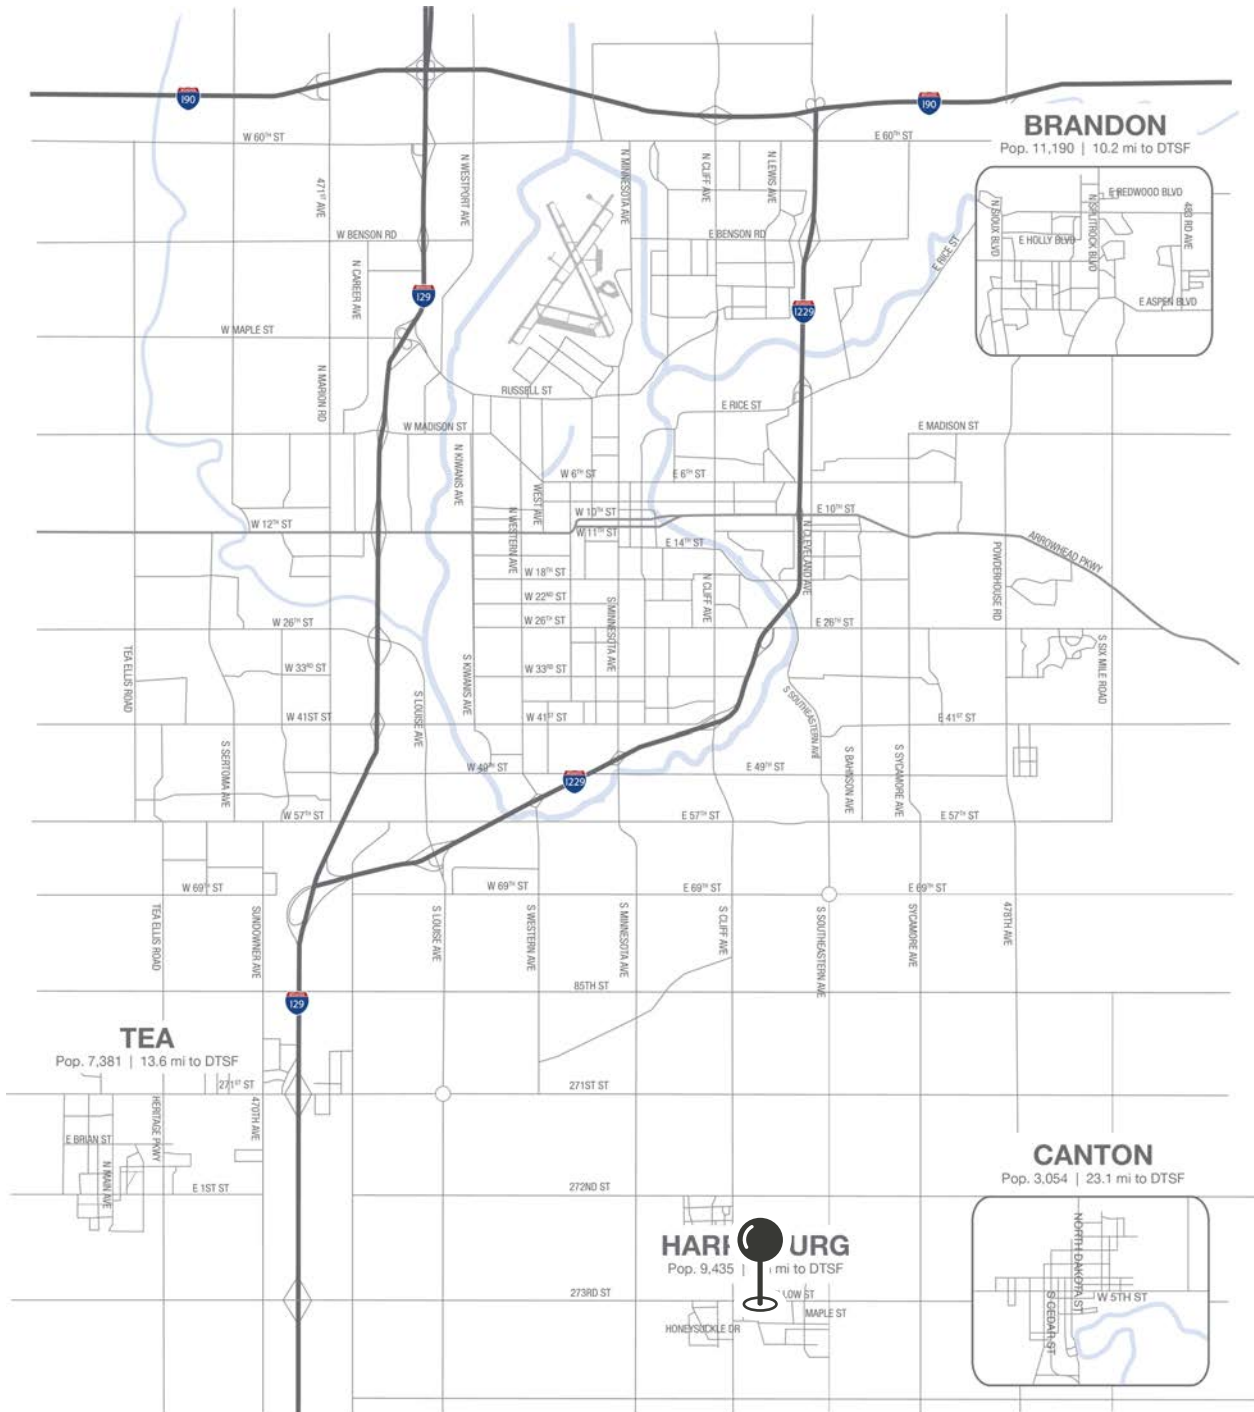 190
190
W 60TH ST
E 60TH ST
BRANDON
Pop. 11,190 | 10.2 mi to DTSF
471ST AVE
N WESTPORT AVE
N MINNESOTA AVE
N CLIFF AVE
N LEWIS AVE
E REDWOOD BLVD
N SIOUX BLVD
N SPLITROCK BLVD
483 RD AVE
E HOLLY BLVD
E ASPEN BLVD
W BENSON RD
E BENSON RD
E RICE ST
N CAREER AVE
129
1229
W MAPLE ST
N MARION RD
RUSSELL ST
E RICE ST
W MADISON ST
E MADISON ST
N KIWANIS AVE
W 6TH ST
E 6TH ST
WEST AVE
W 10TH ST
E 10TH ST
W 12TH ST
N WESTERN AVE
W 11TH ST
E 14TH ST
N CLEVELAND AVE
POWDERHOUSE RD
ARROWHEAD PKWY
W 18TH ST
N CLIFF AVE
W 22ND ST
S MINNESOTA AVE
W 26TH ST
W 26TH ST
E 26TH ST
TEA ELLIS ROAD
W 33RD ST
S KIWANIS AVE
W 33RD ST
S SIX MILE ROAD
S LOUISE AVE
S SOUTHEASTERN AVE
W 41ST ST
W 41ST ST
E 41ST ST
S SERTOMA AVE
W 49TH ST
1229
E 49TH ST
S BAHNSON AVE
S SYCAMORE AVE
W 57TH ST
E 57TH ST
E 57TH ST
W 69TH ST
W 69TH ST
E 69TH ST
E 69TH ST
TEA ELLIS ROAD
SUNDOWNER AVE
S LOUISE AVE
S WESTERN AVE
S MINNESOTA AVE
S CLIFF AVE
S SOUTHEASTERN AVE
SYCAMORE AVE
478TH AVE
85TH ST
129
TEA
Pop. 7,381 | 13.6 mi to DTSF
271ST ST
271ST ST
HERITAGE PKWY
470TH AVE
E BRIAN ST
N MAIN AVE
E 1ST ST
272ND ST
CANTON
Pop. 3,054 | 23.1 mi to DTSF
NORTH DAKOTA ST
W 5TH ST
S CEDAR ST
URG
Pop. 9,435 | mi to DTSF
273RD ST
LOW ST
MAPLE ST
HONEYSUCKLE DR